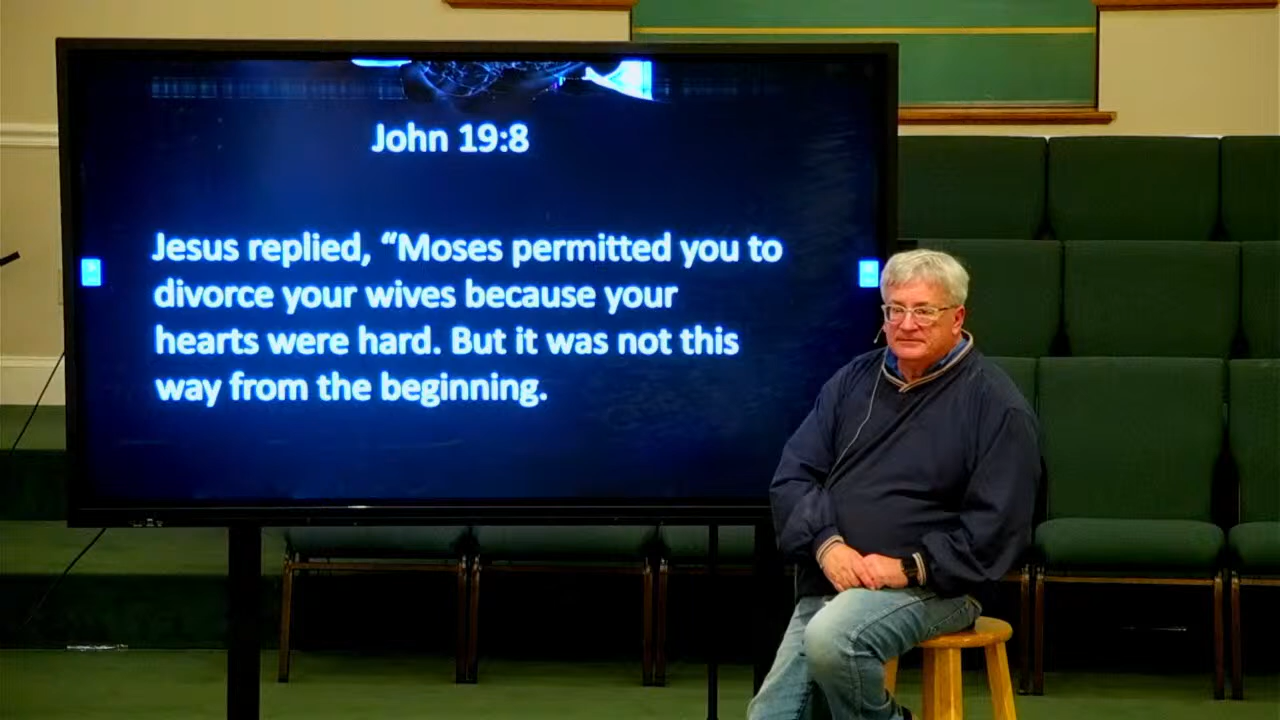 John 19:8
Jesus replied, “Moses permitted you to
divorce your wives because your
hearts were hard. But it was not this
way from the beginning.